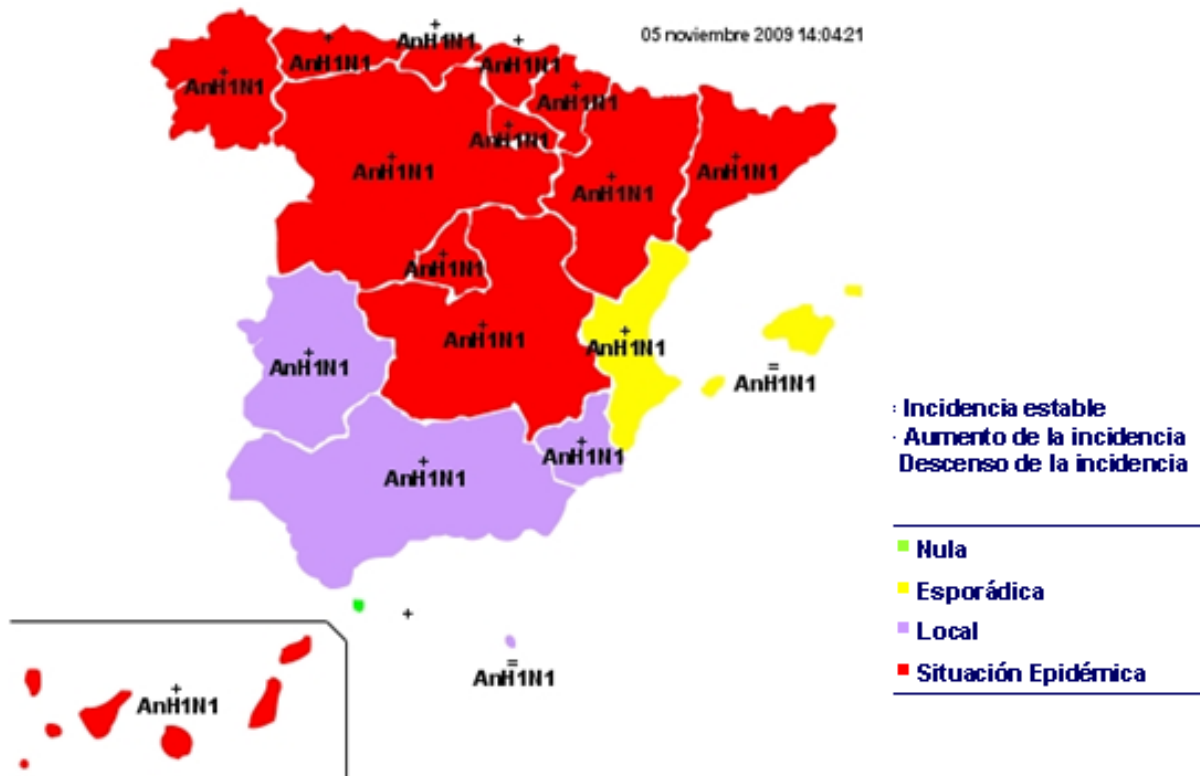 +
AnH1N1
05 noviembre 2009 14:04:21
+
AnH1N1
+
AnH1N1
+
AnH1N1
+
AnH1N1
+
AnH1N1
+
AnH1N1
+
AnH1N1
+
AnH1N1
+
AnH1N1
+
AnH1N1
+
AnH1N1
+
AnH1N1
+
AnH1N1
=
AnH1N1
+
AnH1N1
+
AnH1N1
+
=
AnH1N1
+
AnH1N1
: Incidencia estable
· Aumento de la incidencia
Descenso de la incidencia
Nula
Esporádica
Local
Situación Epidémica